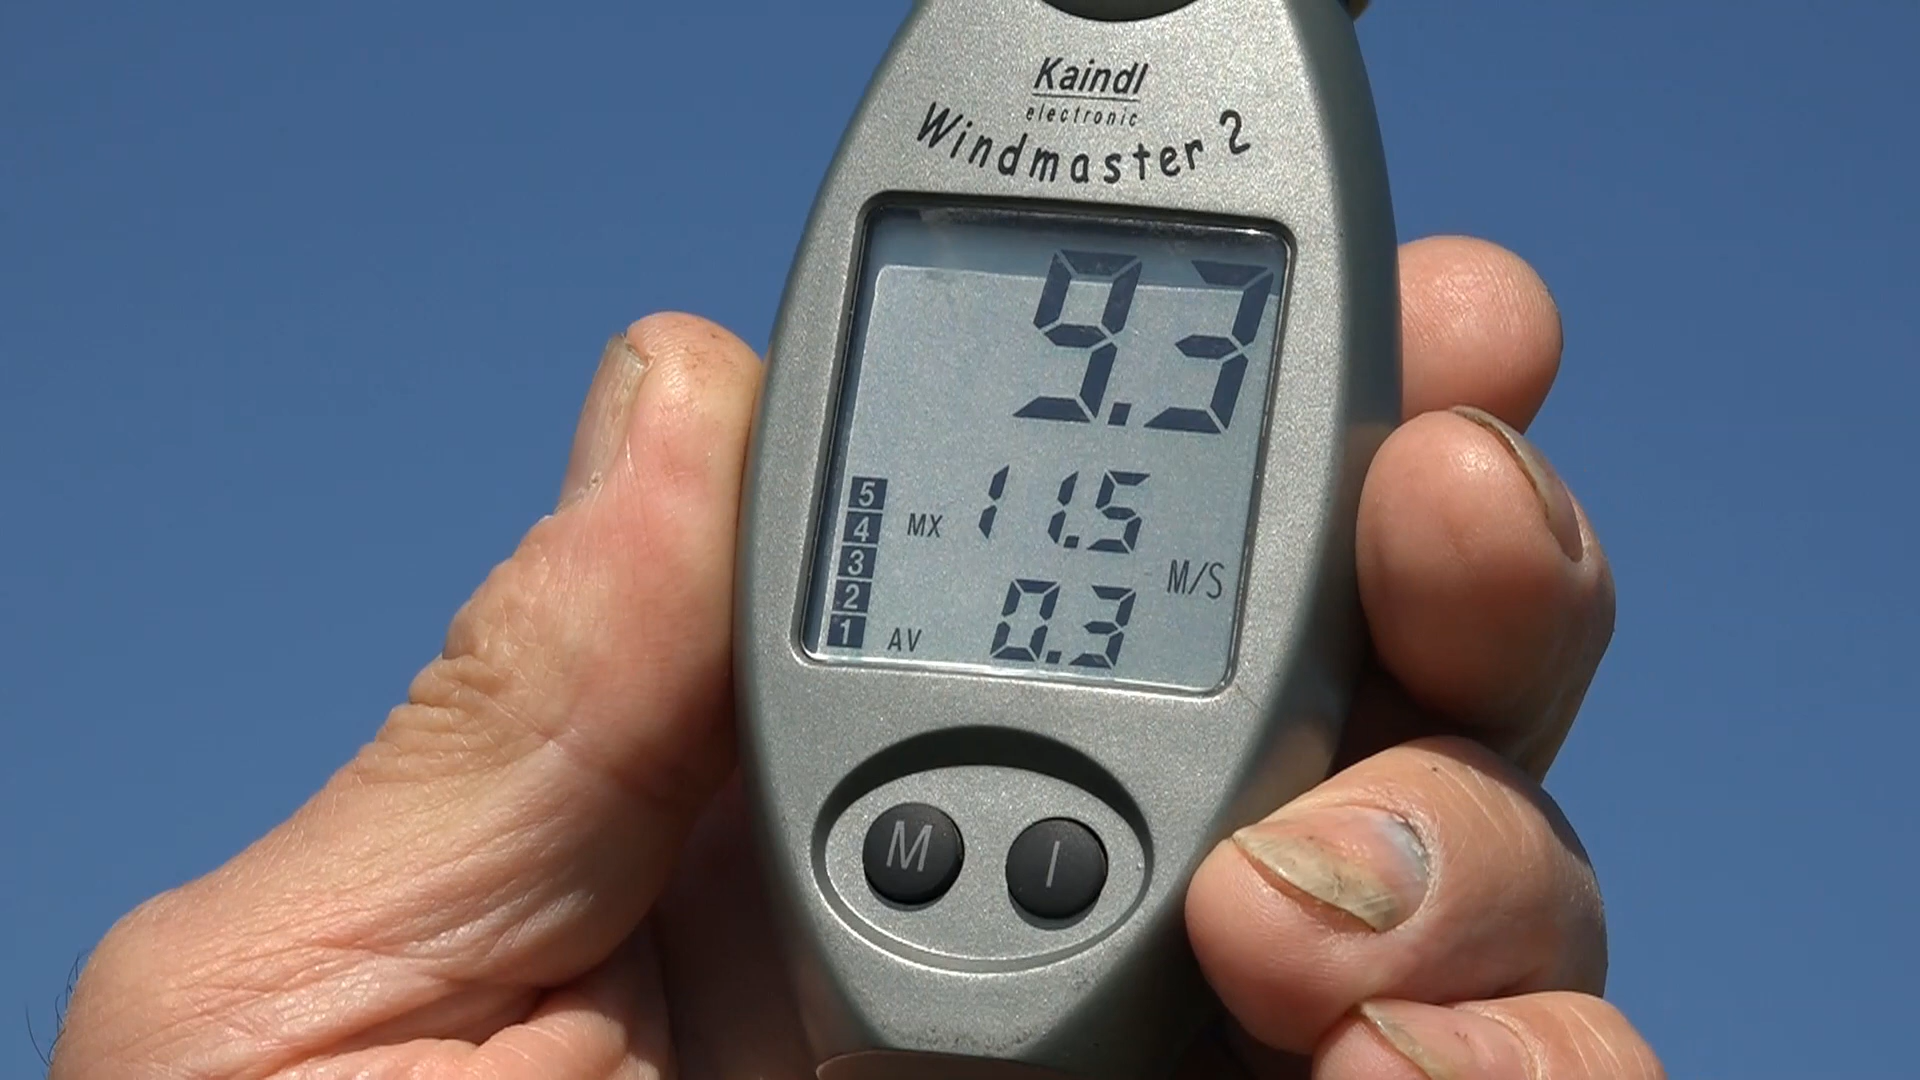 Kaindl
electronic
Windmaster 2
9.3
5
4
MX 11.5
3
M/S
2
1
AV 0.3
M I